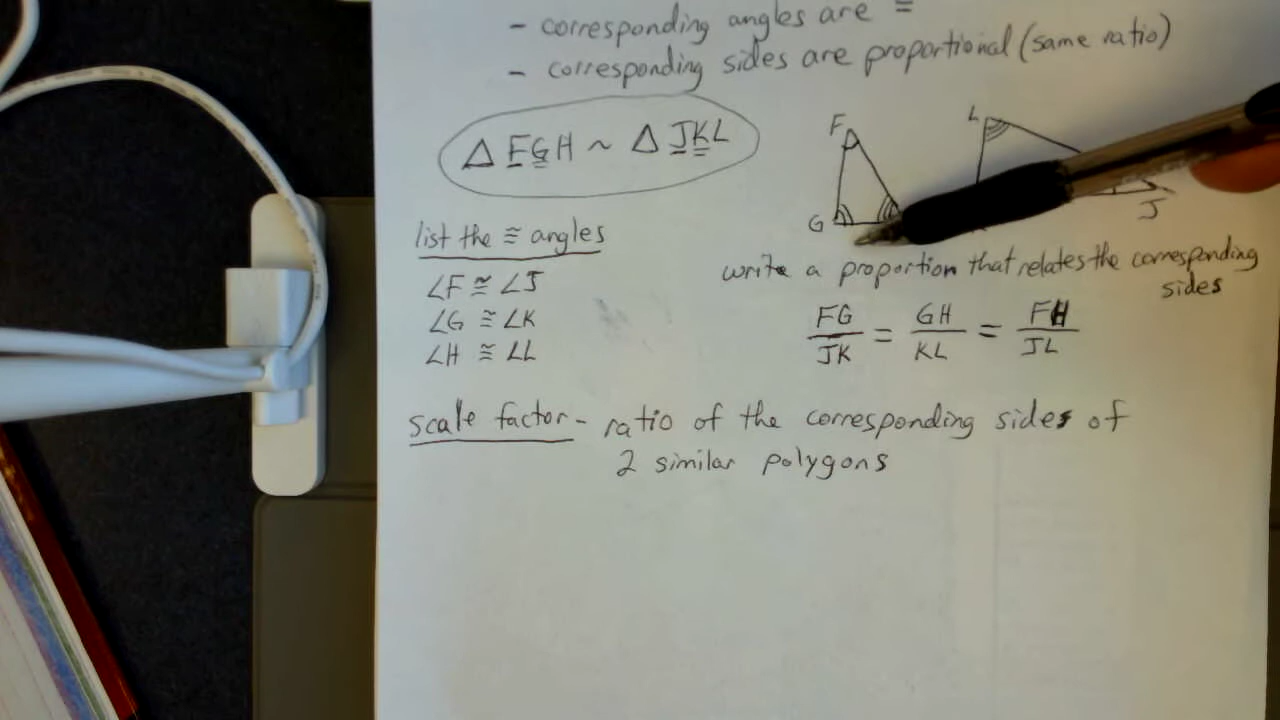 - corresponding angles are =
- corresponding sides are proportional (same ratio)
△ FGH ~ △ JKL
F
G
L
J
list the ≅ angles
∠F ≅ ∠J
∠G ≅ ∠K
∠H ≅ ∠L
write a proportion that relates the corresponding
sides
FG/JK = GH/KL = FH/JL
scale factor - ratio of the corresponding sides of
2 similar polygons